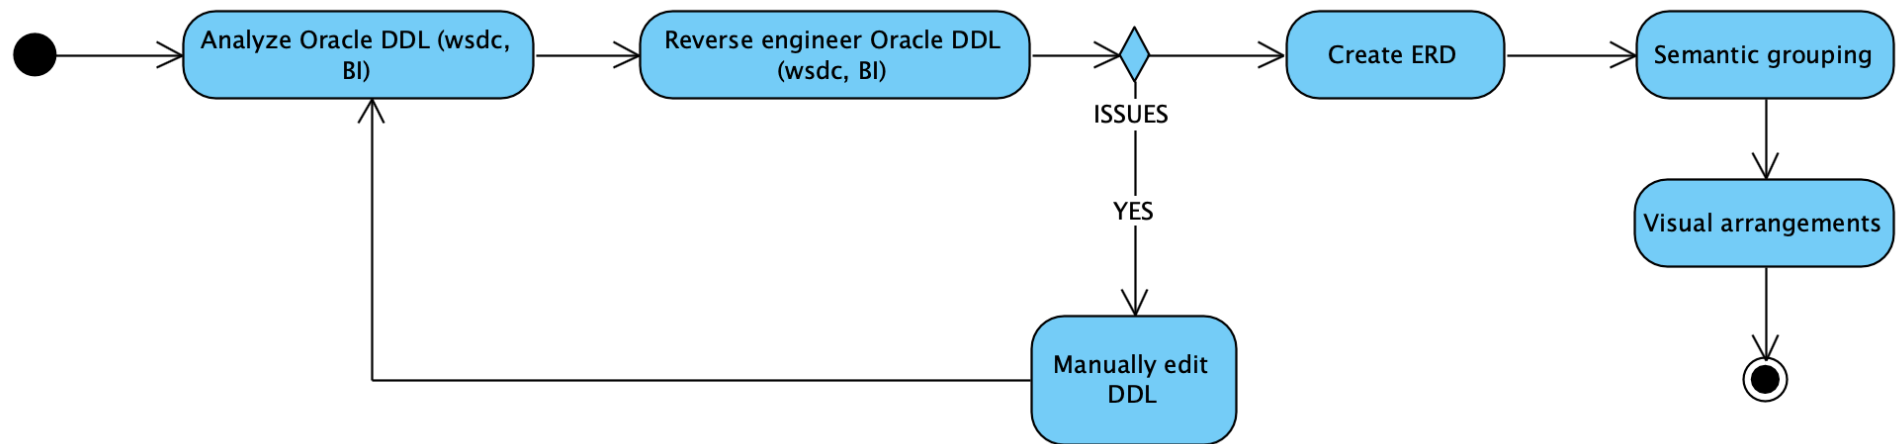 Analyze Oracle DDL (wsdc,
BI)
Reverse engineer Oracle DDL
(wsdc, BI)
Create ERD
Semantic grouping
ISSUES
YES
Visual arrangements
Manually edit
DDL